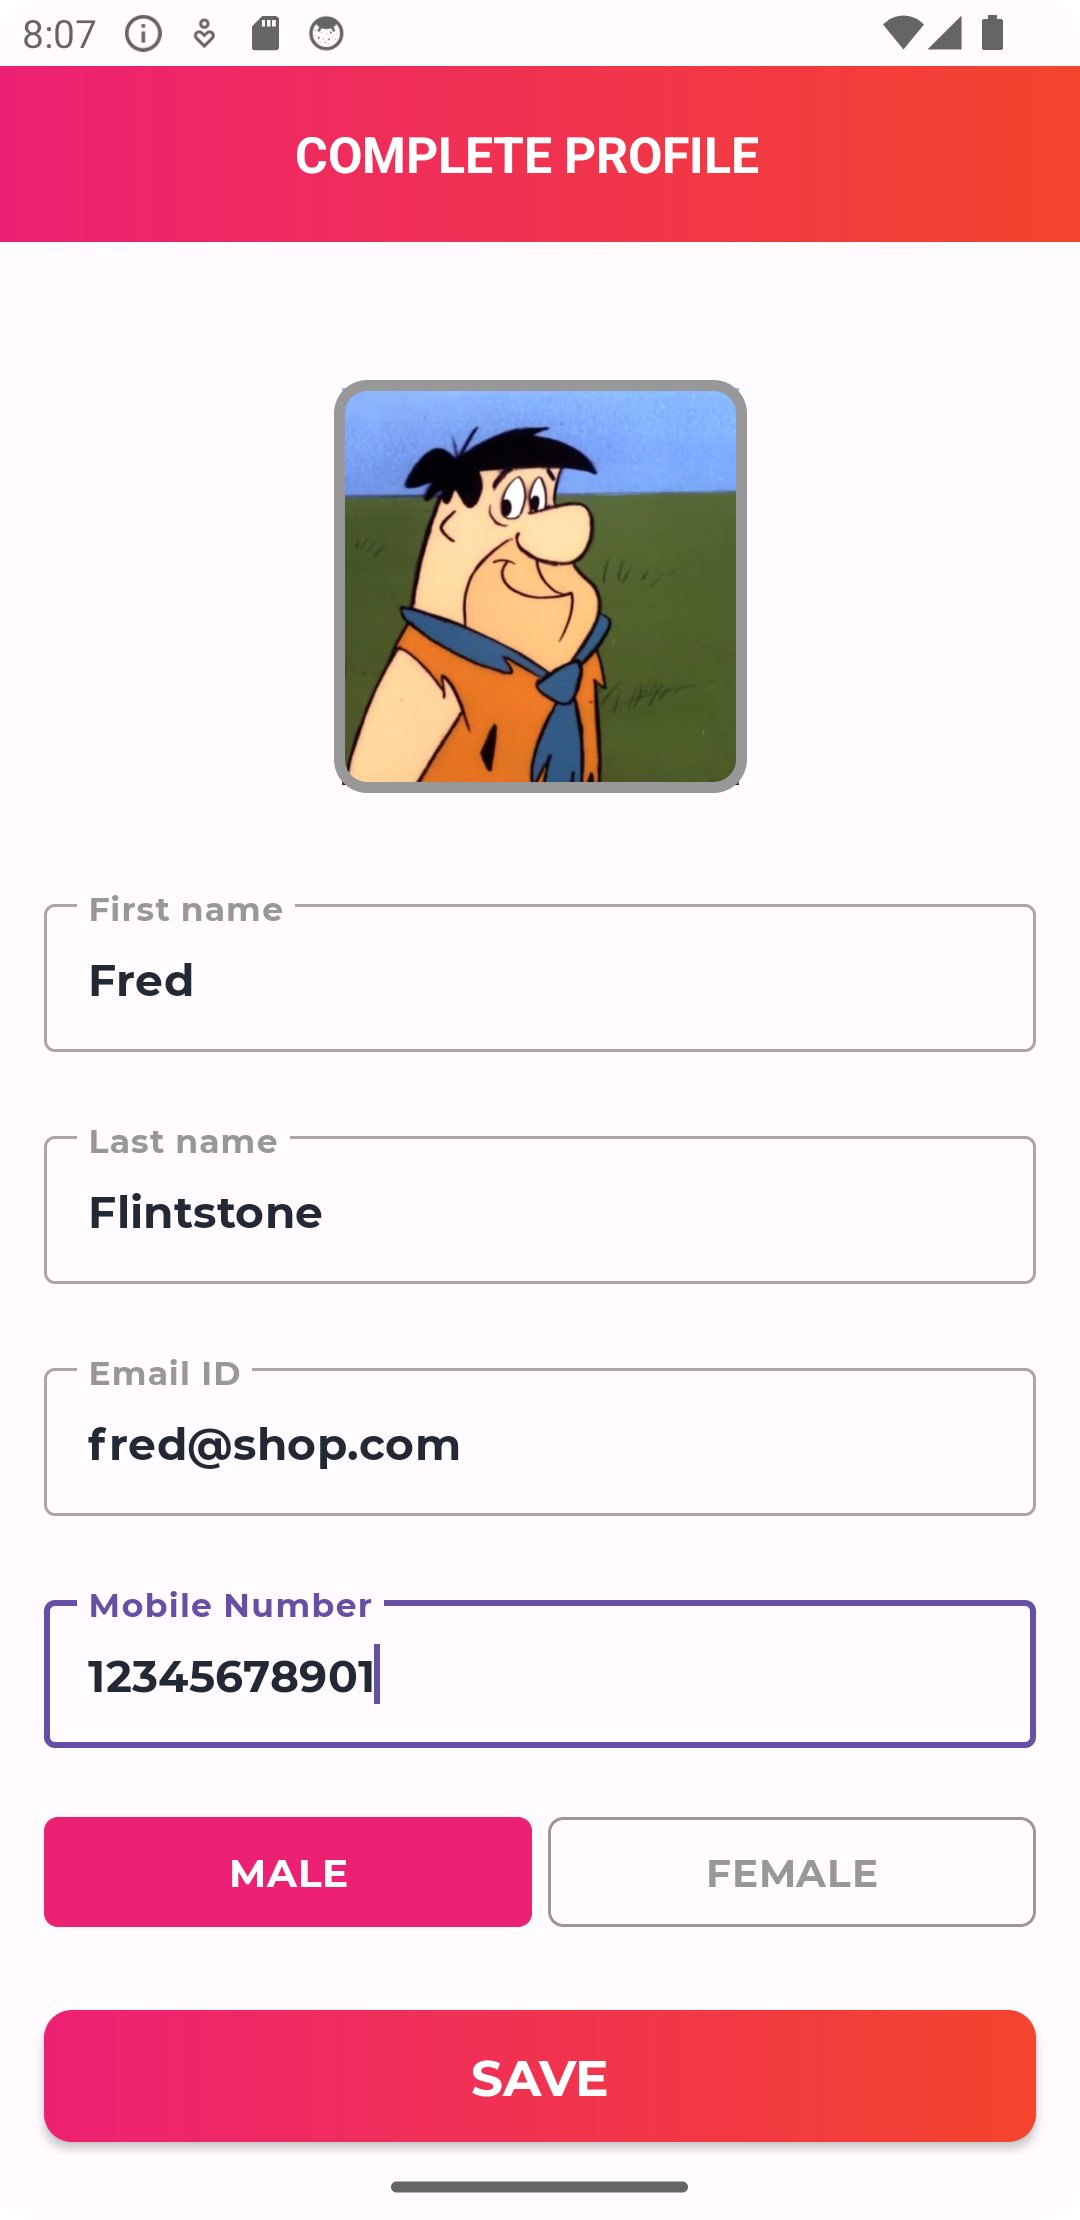 8:07
COMPLETE PROFILE
First name
Fred
Last name
Flintstone
Email ID
fred@shop.com
Mobile Number
12345678901
MALE FEMALE
SAVE